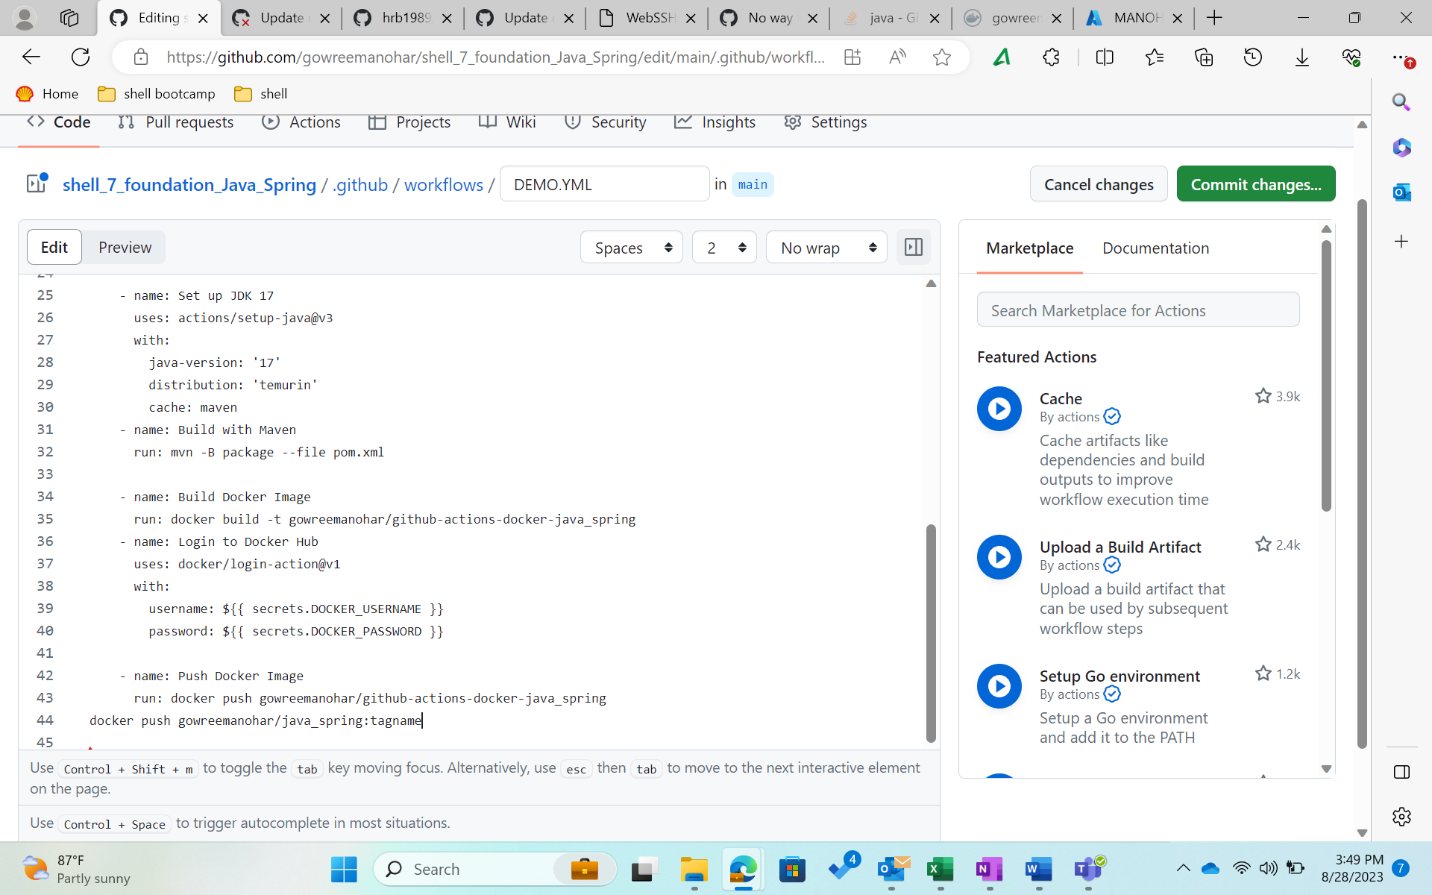 Editing s
Update
hrb1989
Update
WebSSH
No way
java - Gi
gowreen
MANOH
https://github.com/gowreemanohar/shell_7_foundation_Java_Spring/edit/main/.github/workfl...
Home
shell bootcamp
shell
Code
Pull requests
Actions
Projects
Wiki
Security
Insights
Settings
shell_7_foundation_Java_Spring / .github / workflows / DEMO.YML in main
Cancel changes
Commit changes...
Edit
Preview
Spaces
2
No wrap
24
25 - name: Set up JDK 17
26 uses: actions/setup-java@v3
27 with:
28 java-version: '17'
29 distribution: 'temurin'
30 cache: maven
31 - name: Build with Maven
32 run: mvn -B package --file pom.xml
33
34 - name: Build Docker Image
35 run: docker build -t gowreemanohar/github-actions-docker-java_spring
36 - name: Login to Docker Hub
37 uses: docker/login-action@v1
38 with:
39 username: ${{ secrets.DOCKER_USERNAME }}
40 password: ${{ secrets.DOCKER_PASSWORD }}
41
42 - name: Push Docker Image
43 run: docker push gowreemanohar/github-actions-docker-java_spring
44 docker push gowreemanohar/java_spring:tagname
45
Use Control + Shift + m to toggle the tab key moving focus. Alternatively, use esc then tab to move to the next interactive element
on the page.
Use Control + Space to trigger autocomplete in most situations.
Marketplace
Documentation
Search Marketplace for Actions
Featured Actions
Cache
3.9k
By actions
Cache artifacts like
dependencies and build
outputs to improve
workflow execution time
Upload a Build Artifact
2.4k
By actions
Upload a build artifact that
can be used by subsequent
workflow steps
Setup Go environment
1.2k
By actions
Setup a Go environment
and add it to the PATH
87°F
Partly sunny
Search
4
3:49 PM
8/28/2023
7